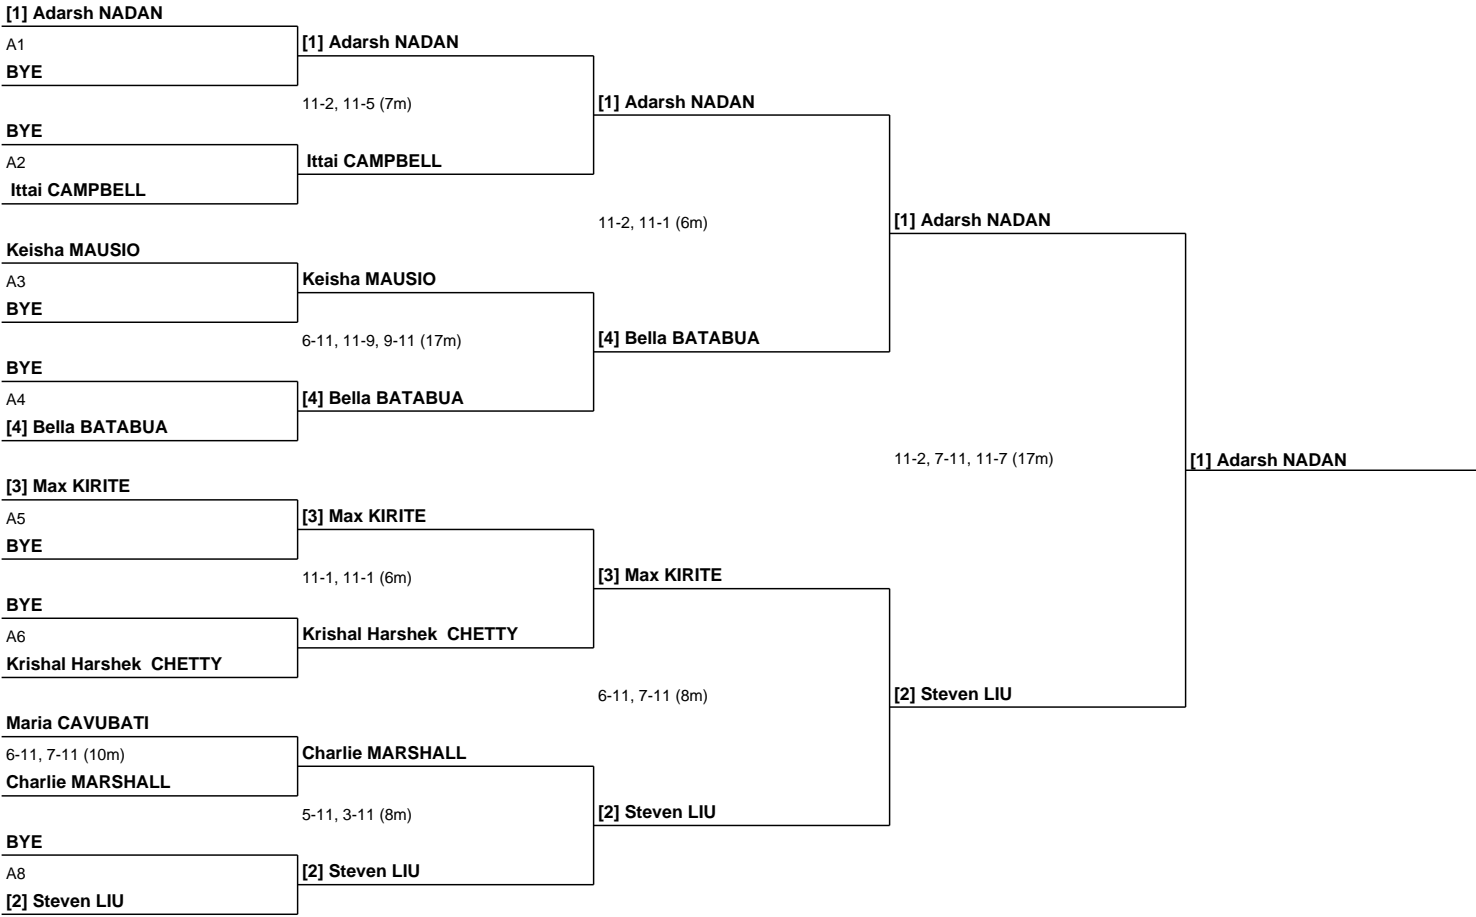 [1] Adarsh NADAN
A1
BYE
BYE
A2
Ittai CAMPBELL
Keisha MAUSIO
A3
BYE
BYE
A4
[4] Bella BATABUA
[3] Max KIRITE
A5
BYE
BYE
A6
Krishal Harshek  CHETTY
Maria CAVUBATI
6-11, 7-11 (10m)
Charlie MARSHALL
BYE
A8
[2] Steven LIU
[1] Adarsh NADAN
11-2, 11-5 (7m)
Ittai CAMPBELL
Keisha MAUSIO
6-11, 11-9, 9-11 (17m)
[4] Bella BATABUA
[3] Max KIRITE
11-1, 11-1 (6m)
Krishal Harshek  CHETTY
Charlie MARSHALL
5-11, 3-11 (8m)
[2] Steven LIU
[1] Adarsh NADAN
11-2, 11-1 (6m)
[4] Bella BATABUA
[3] Max KIRITE
6-11, 7-11 (8m)
[2] Steven LIU
[1] Adarsh NADAN
11-2, 7-11, 11-7 (17m)
[2] Steven LIU
[1] Adarsh NADAN